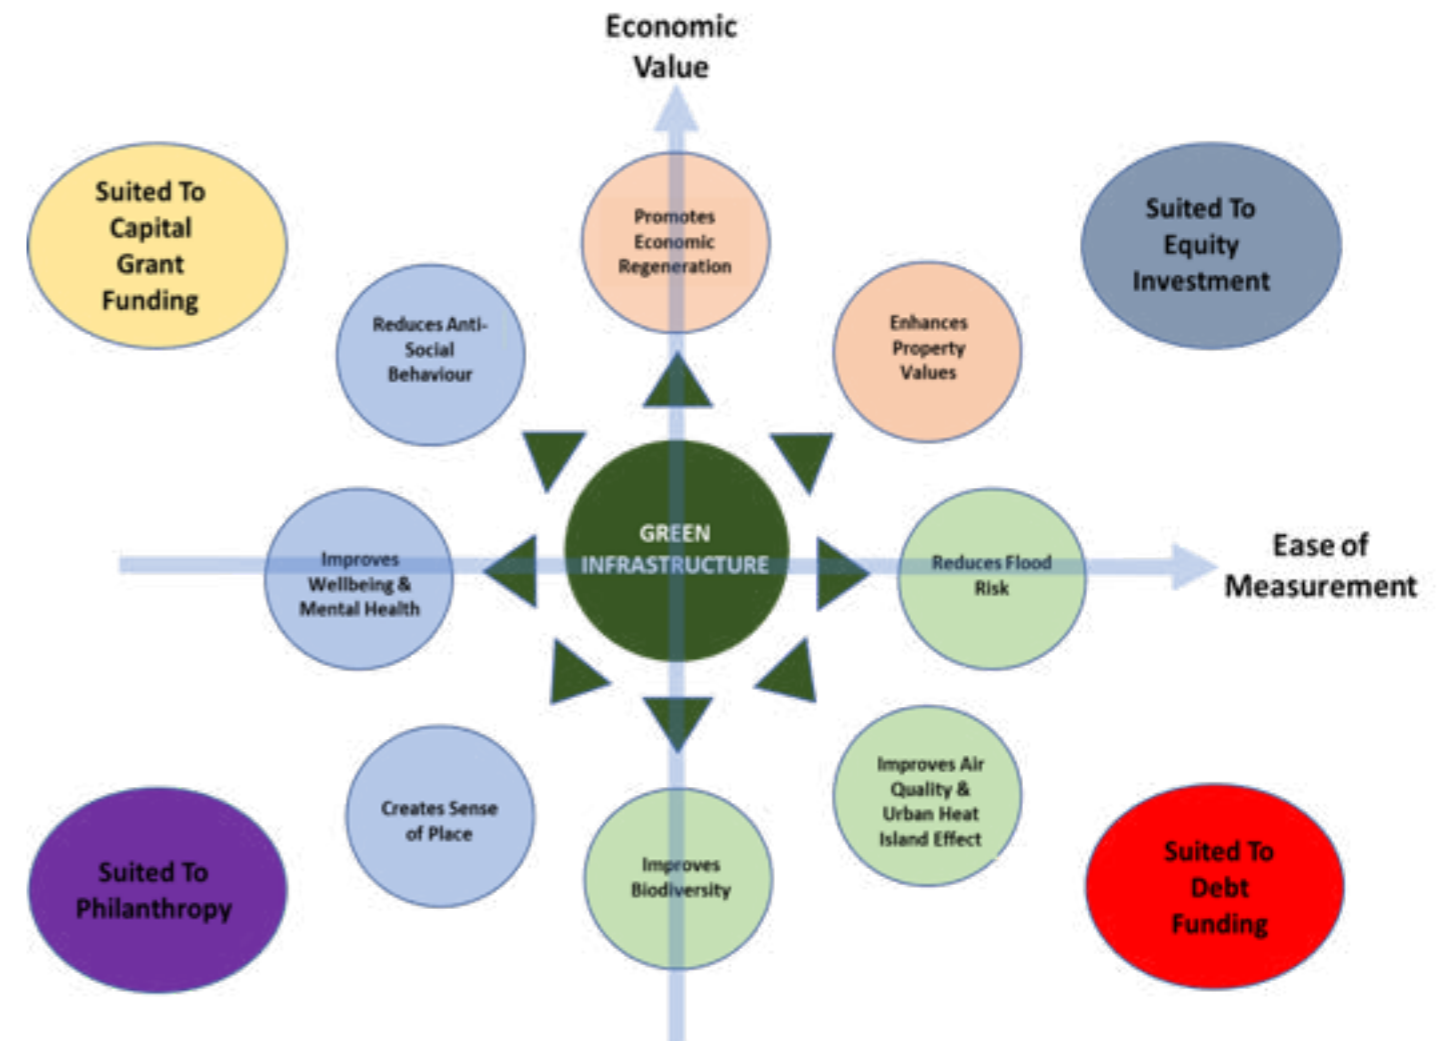 Economic
Value
Suited To
Capital
Grant
Funding
Promotes
Economic
Regeneration
Suited To
Equity
Investment
Reduces Anti-
Social
Behaviour
Enhances
Property
Values
GREEN
INFRASTRUCTURE
Improves
Wellbeing &
Mental Health
Reduces Flood
Risk
Ease of
Measurement
Creates Sense
of Place
Improves Air
Quality &
Urban Heat
Island Effect
Suited To
Philanthropy
Improves
Biodiversity
Suited To
Debt
Funding